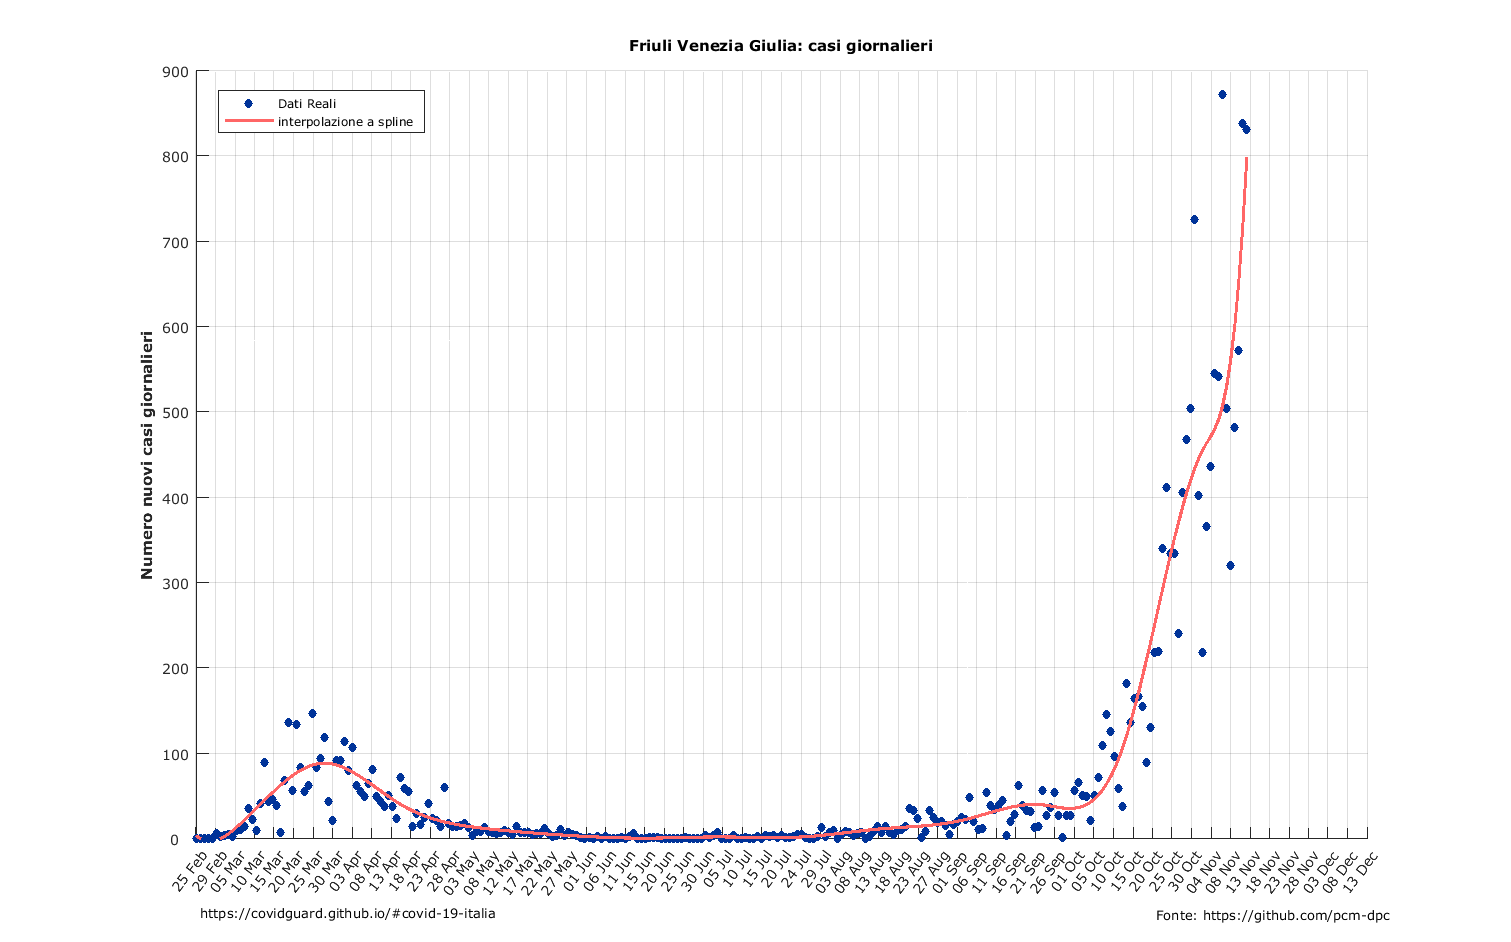 Friuli Venezia Giulia: casi giornalieri
900
800
700
600
500
400
300
200
100
0
Numero nuovi casi giornalieri
Dati Reali
interpolazione a spline
25 Feb
29 Feb
05 Mar
10 Mar
15 Mar
20 Mar
25 Mar
30 Mar
03 Apr
08 Apr
13 Apr
18 Apr
23 Apr
28 Apr
03 May
08 May
12 May
17 May
22 May
27 May
01 Jun
06 Jun
11 Jun
15 Jun
20 Jun
25 Jun
30 Jun
05 Jul
10 Jul
15 Jul
20 Jul
24 Jul
29 Jul
03 Aug
08 Aug
13 Aug
18 Aug
23 Aug
27 Aug
01 Sep
06 Sep
11 Sep
16 Sep
21 Sep
26 Sep
01 Oct
05 Oct
10 Oct
15 Oct
20 Oct
25 Oct
30 Oct
04 Nov
08 Nov
13 Nov
18 Nov
23 Nov
28 Nov
03 Dec
08 Dec
13 Dec
https://covidguard.github.io/#covid-19-italia
Fonte: https://github.com/pcm-dpc